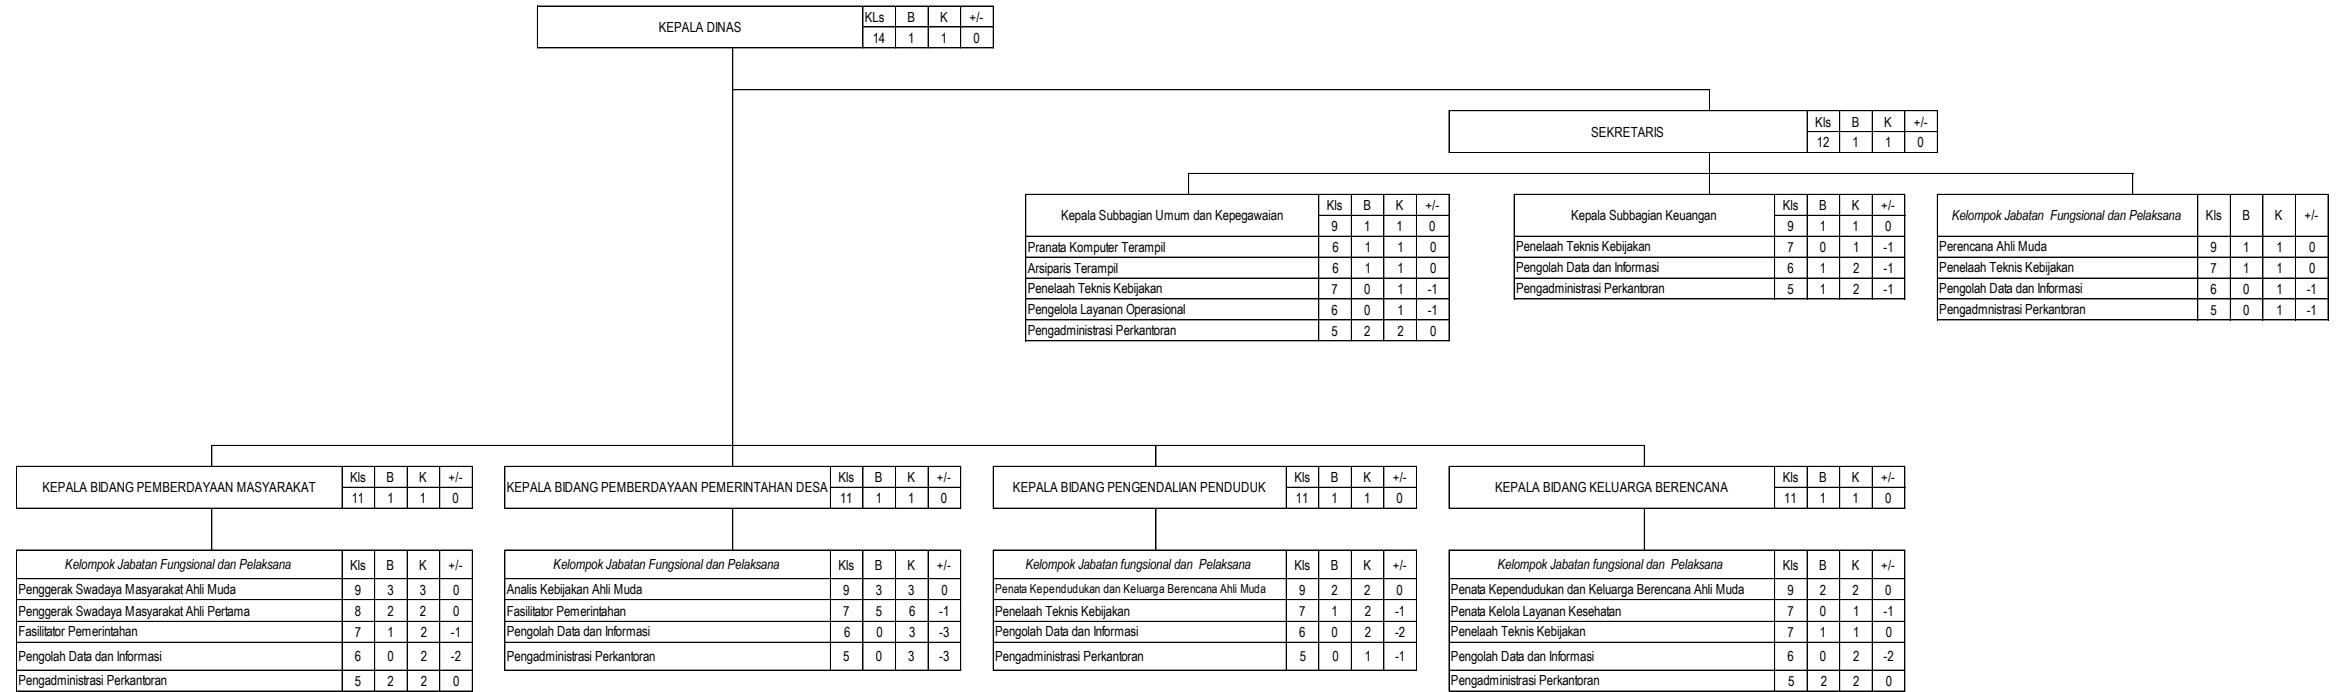 KEPALA DINAS KLs B K +/-
14 1 1 0
SEKRETARIS Kls B K +/-
12 1 1 0
Kepala Subbagian Umum dan Kepegawaian Kls B K +/-
9 1 1 0
Pranata Komputer Terampil 6 1 1 0
Arsiparis Terampil 6 1 1 0
Penelaah Teknis Kebijakan 7 0 1 -1
Pengelola Layanan Operasional 6 0 1 -1
Pengadministrasi Perkantoran 5 2 2 0
Kepala Subbagian Keuangan Kls B K +/-
9 1 1 0
Penelaah Teknis Kebijakan 7 0 1 -1
Pengolah Data dan Informasi 6 1 2 -1
Pengadministrasi Perkantoran 5 1 2 -1
Kelompok Jabatan Fungsional dan Pelaksana Kls B K +/-
Perencana Ahli Muda 9 1 1 0
Penelaah Teknis Kebijakan 7 1 1 0
Pengolah Data dan Informasi 6 0 1 -1
Pengadmnistrasi Perkantoran 5 0 1 -1
KEPALA BIDANG PEMBERDAYAAN MASYARAKAT Kls B K +/-
11 1 1 0
Kelompok Jabatan Fungsional dan Pelaksana Kls B K +/-
Penggerak Swadaya Masyarakat Ahli Muda 9 3 3 0
Penggerak Swadaya Masyarakat Ahli Pertama 8 2 2 0
Fasilitator Pemerintahan 7 1 2 -1
Pengolah Data dan Informasi 6 0 2 -2
Pengadministrasi Perkantoran 5 2 2 0
KEPALA BIDANG PEMBERDAYAAN PEMERINTAHAN DESA Kls B K +/-
11 1 1 0
Kelompok Jabatan Fungsional dan Pelaksana Kls B K +/-
Analis Kebijakan Ahli Muda 9 3 3 0
Fasilitator Pemerintahan 7 5 6 -1
Pengolah Data dan Informasi 6 0 3 -3
Pengadministrasi Perkantoran 5 0 3 -3
KEPALA BIDANG PENGENDALIAN PENDUDUK Kls B K +/-
11 1 1 0
Kelompok Jabatan fungsional dan Pelaksana Kls B K +/-
Penata Kependudukan dan Keluarga Berencana Ahli Muda 9 2 2 0
Penelaah Teknis Kebijakan 7 1 2 -1
Pengolah Data dan Informasi 6 0 2 -2
Pengadministrasi Perkantoran 5 0 1 -1
KEPALA BIDANG KELUARGA BERENCANA Kls B K +/-
11 1 1 0
Kelompok Jabatan fungsional dan Pelaksana Kls B K +/-
Penata Kependudukan dan Keluarga Berencana Ahli Muda 9 2 2 0
Penata Kelola Layanan Kesehatan 7 0 1 -1
Penelaah Teknis Kebijakan 7 1 1 0
Pengolah Data dan Informasi 6 0 2 -2
Pengadministrasi Perkantoran 5 2 2 0